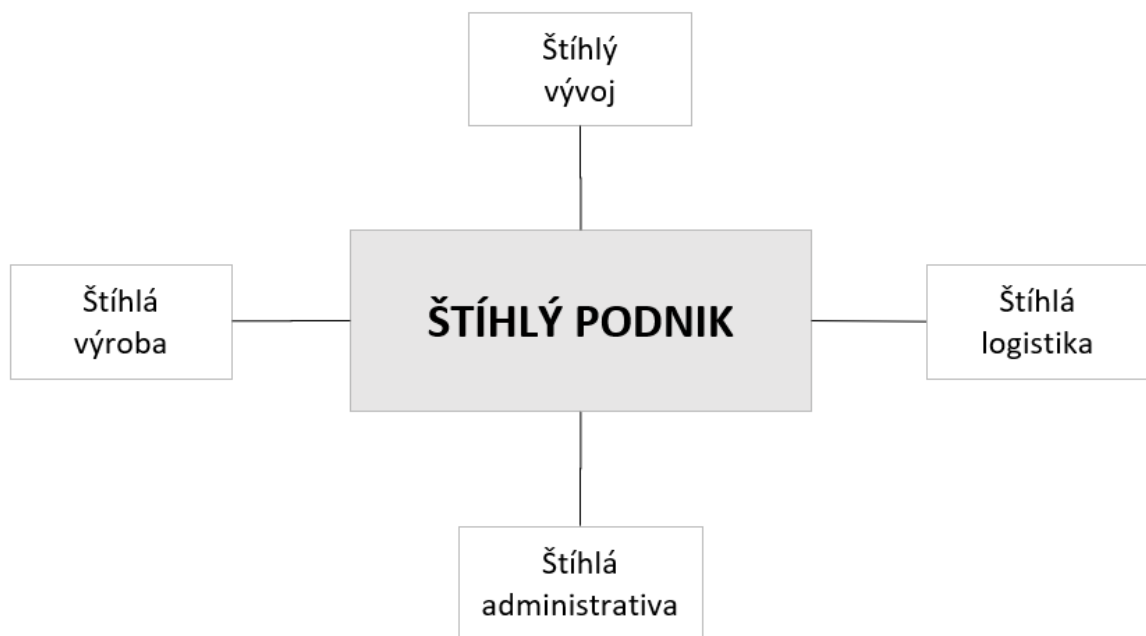 Štíhlý
vývoj
Štíhlá
výroba
ŠTÍHLÝ PODNIK
Štíhlá
logistika
Štíhlá
administrativa